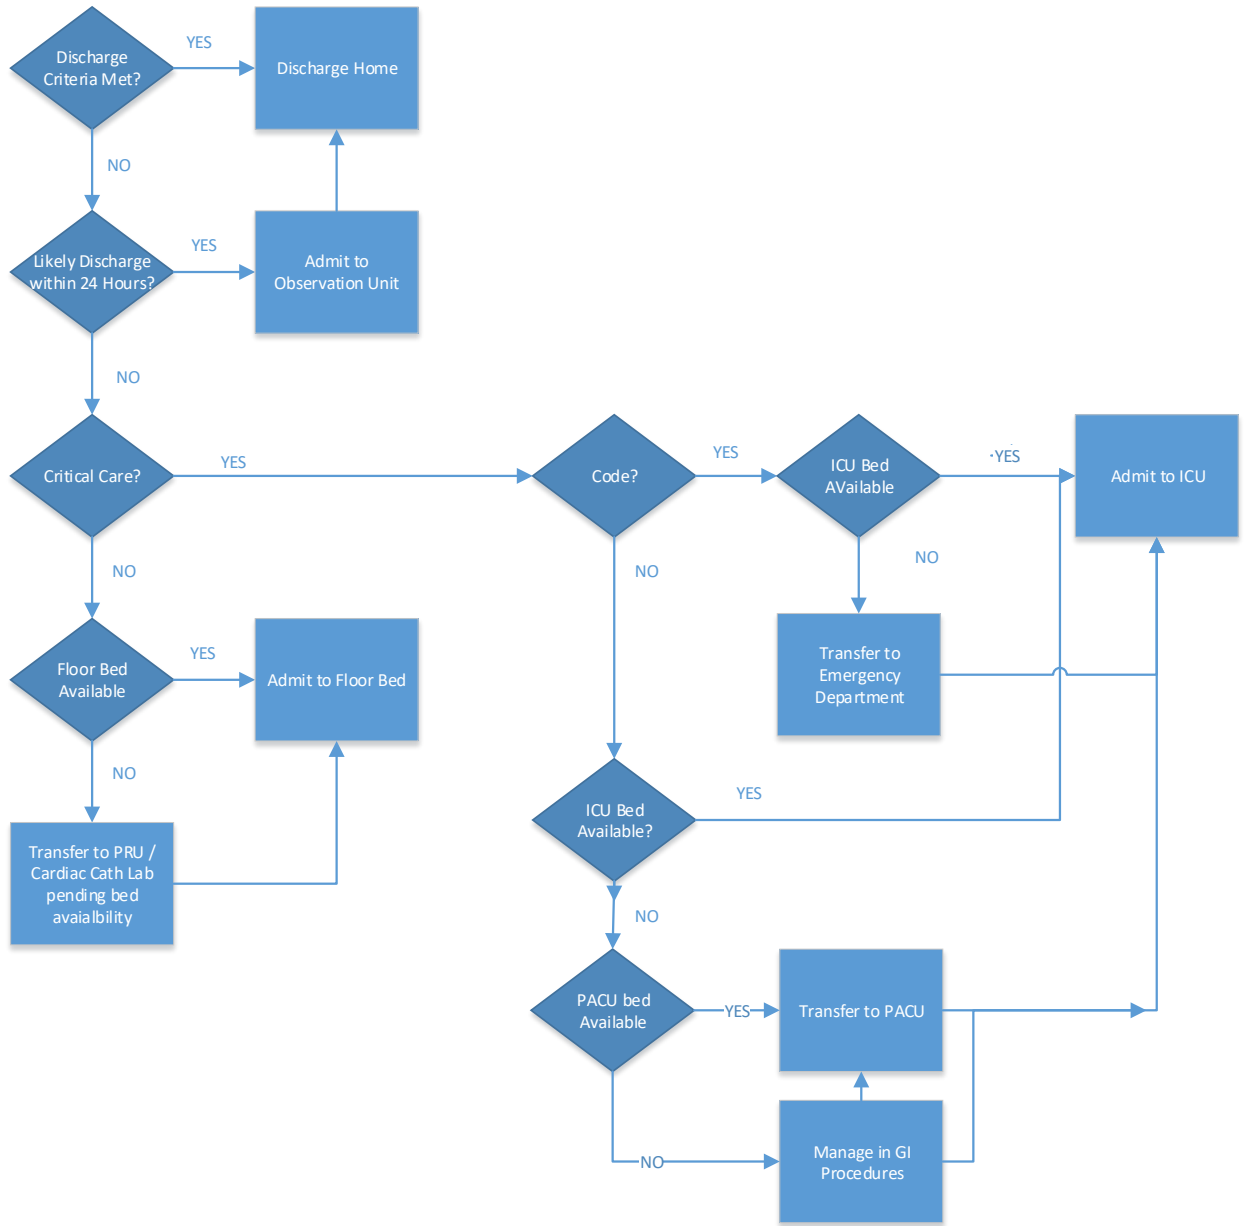 Discharge
Criteria Met?
YES
Discharge Home
NO
Likely Discharge
within 24 Hours?
YES
Admit to
Observation Unit
NO
Critical Care?
YES
Code?
YES
ICU Bed
AVailable
YES
Admit to ICU
NO
NO
NO
Floor Bed
Available
YES
Admit to Floor Bed
Transfer to
Emergency
Department
NO
ICU Bed
Available?
YES
Transfer to PRU /
Cardiac Cath Lab
pending bed
avaialbility
NO
PACU bed
Available
YES
Transfer to PACU
NO
Manage in GI
Procedures